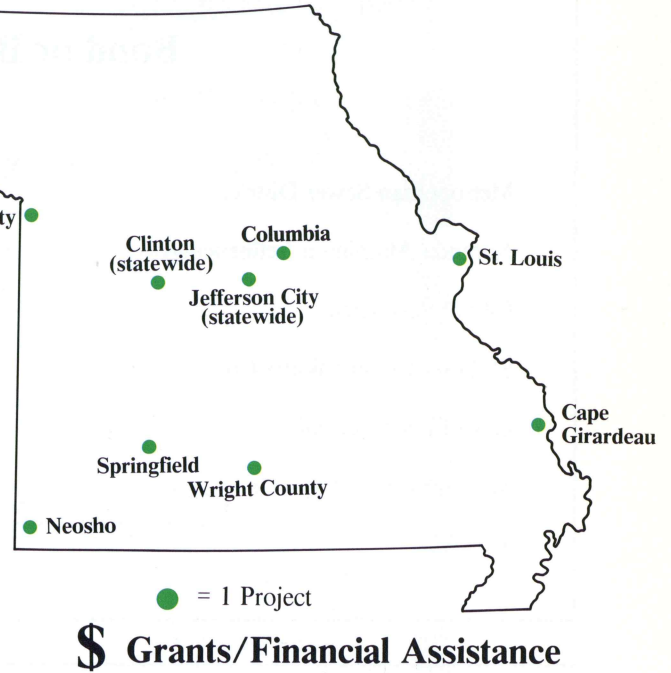 ty
Columbia
Clinton
(statewide)
St. Louis
Jefferson City
(statewide)
Cape
Girardeau
Springfield
Wright County
Neosho
= 1 Project
$ Grants/Financial Assistance